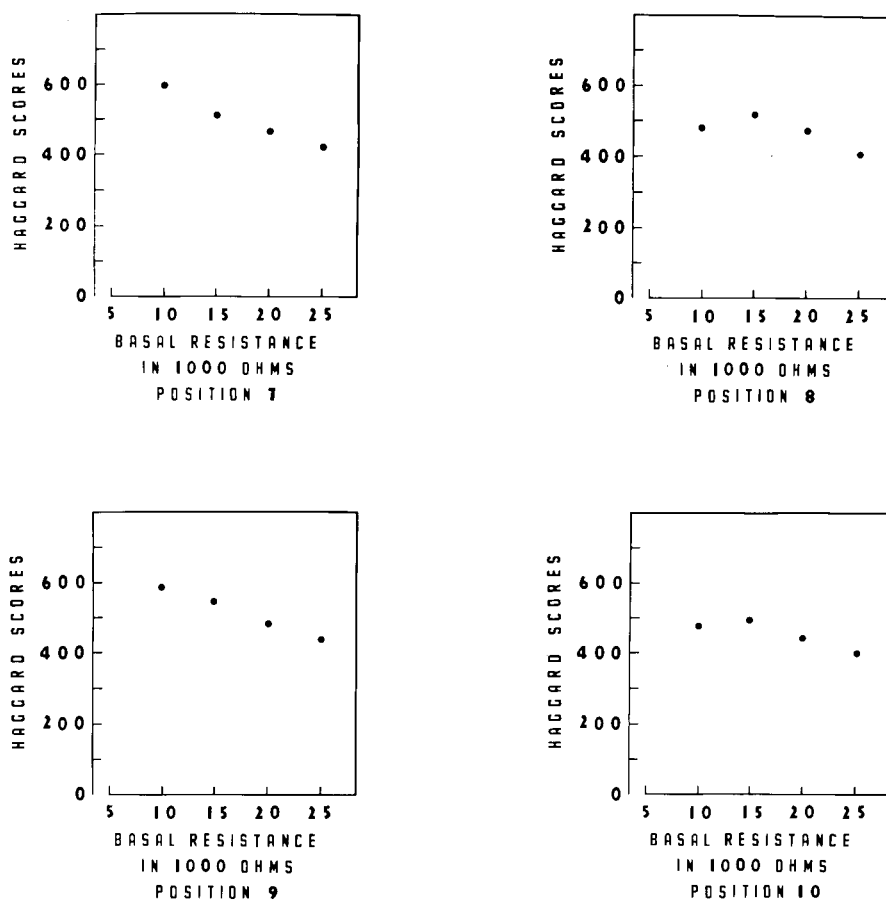 HAGGARD SCORES
600
400
200
0
5 10 15 20 25
BASAL RESISTANCE
IN 1000 OHMS
POSITION 7
HAGGARD SCORES
600
400
200
0
5 10 15 20 25
BASAL RESISTANCE
IN 1000 OHMS
POSITION 8
HAGGARD SCORES
600
400
200
0
5 10 15 20 25
BASAL RESISTANCE
IN 1000 OHMS
POSITION 9
HAGGARD SCORES
600
400
200
0
5 10 15 20 25
BASAL RESISTANCE
IN 1000 OHMS
POSITION 10